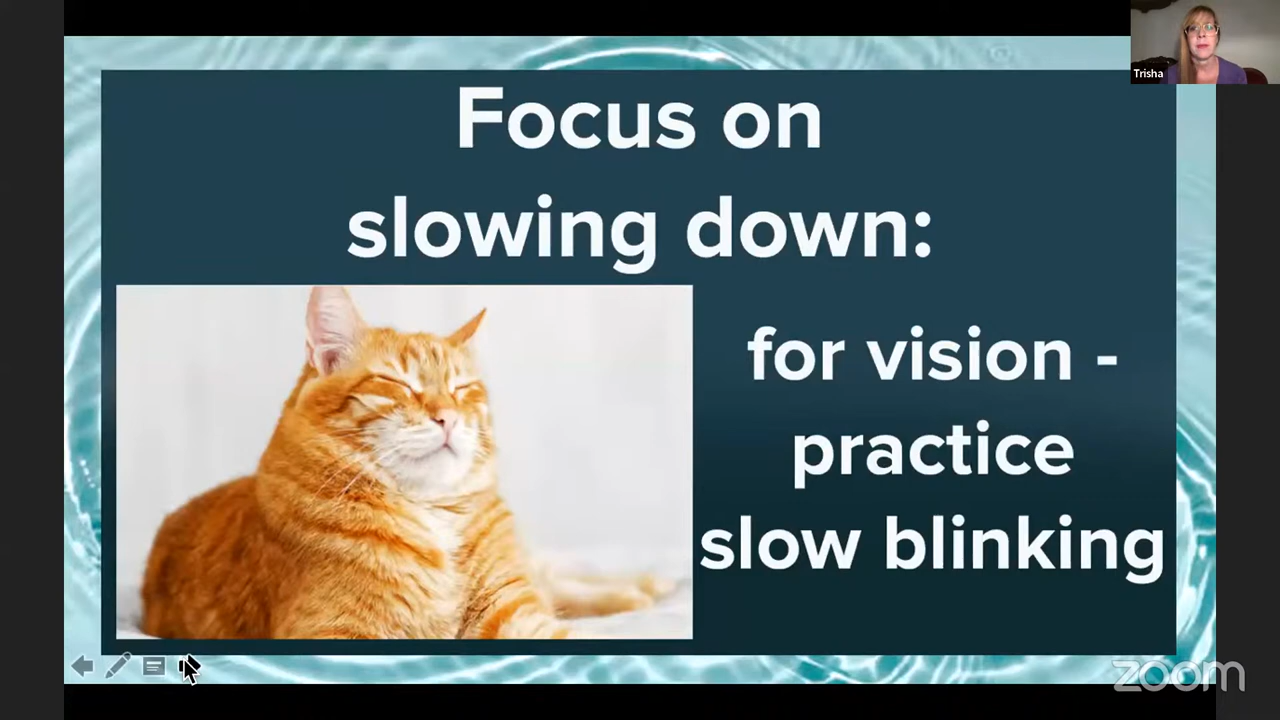 Trisha
Focus on
slowing down:
for vision -
practice
slow blinking
zoom